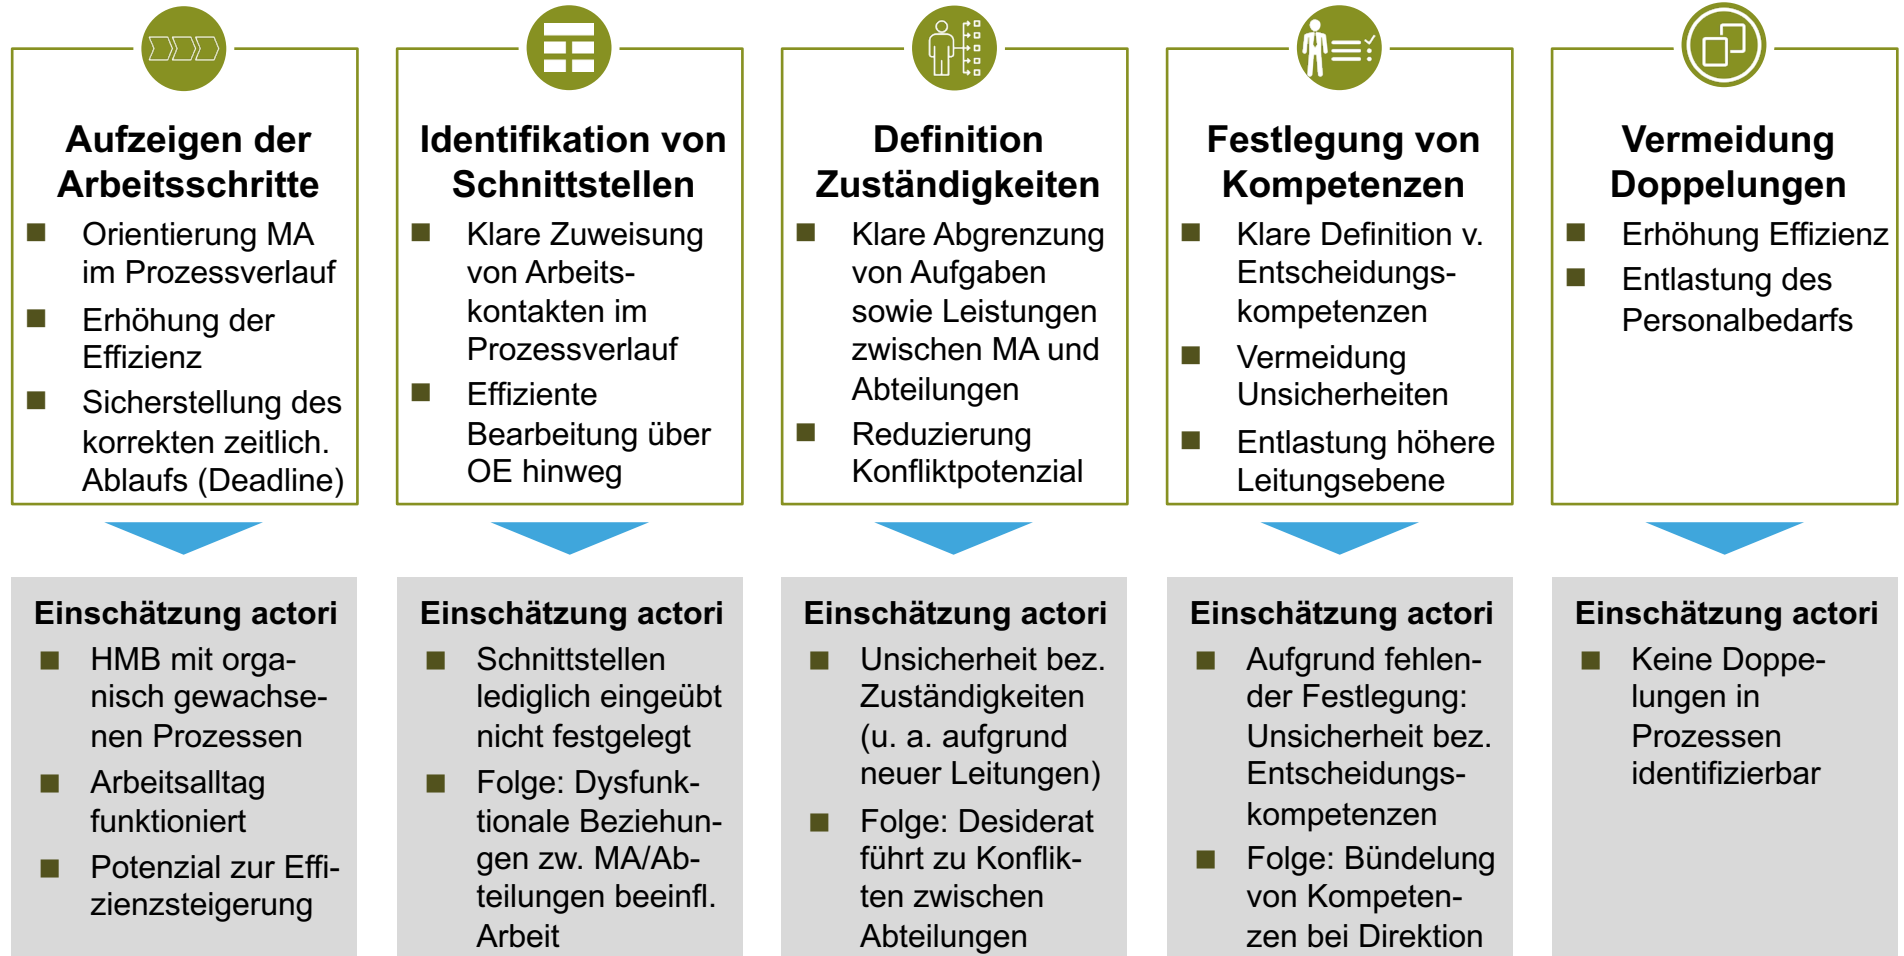 Aufzeigen der
Arbeitsschritte
Orientierung MA
im Prozessverlauf
Erhöhung der
Effizienz
Sicherstellung des
korrekten zeitlich.
Ablaufs (Deadline)
Identifikation von
Schnittstellen
Klare Zuweisung
von Arbeits-
kontakten im
Prozessverlauf
Effiziente
Bearbeitung über
OE hinweg
Definition
Zuständigkeiten
Klare Abgrenzung
von Aufgaben
sowie Leistungen
zwischen MA und
Abteilungen
Reduzierung
Konfliktpotenzial
Festlegung von
Kompetenzen
Klare Definition v.
Entscheidungs-
kompetenzen
Vermeidung
Unsicherheiten
Entlastung höhere
Leitungsebene
Vermeidung
Doppelungen
Erhöhung Effizienz
Entlastung des
Personalbedarfs
Einschätzung actori
HMB mit orga-
nisch gewachse-
nen Prozessen
Arbeitsalltag
funktioniert
Potenzial zur Effi-
zienzsteigerung
Einschätzung actori
Schnittstellen
lediglich eingeübt
nicht festgelegt
Folge: Dysfunk-
tionale Beziehun-
gen zw. MA/Ab-
teilungen beeinfl.
Arbeit
Einschätzung actori
Unsicherheit bez.
Zuständigkeiten
(u. a. aufgrund
neuer Leitungen)
Folge: Desiderat
führt zu Konflik-
ten zwischen
Abteilungen
Einschätzung actori
Aufgrund fehlen-
der Festlegung:
Unsicherheit bez.
Entscheidungs-
kompetenzen
Folge: Bündelung
von Kompeten-
zen bei Direktion
Einschätzung actori
Keine Doppe-
lungen in
Prozessen
identifizierbar